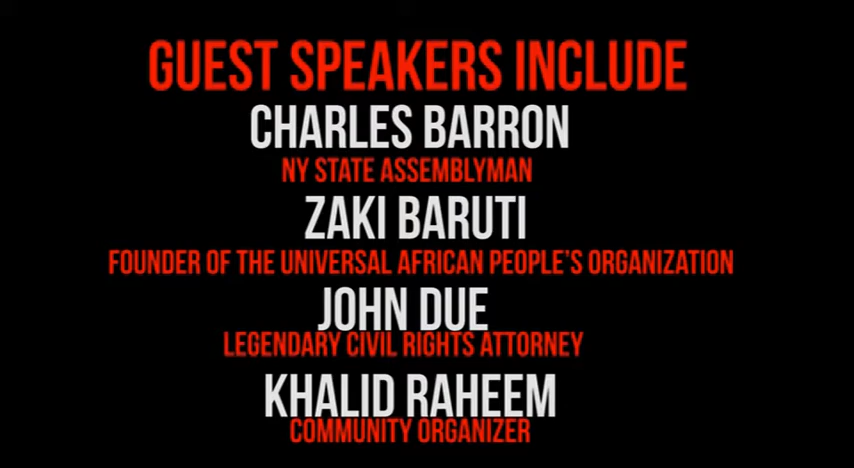 GUEST SPEAKERS INCLUDE
CHARLES BARRON
NY STATE ASSEMBLYMAN
ZAKI BARUTI
FOUNDER OF THE UNIVERSAL AFRICAN PEOPLE'S ORGANIZATION
JOHN DUE
LEGENDARY CIVIL RIGHTS ATTORNEY
KHALID RAHEEM
COMMUNITY ORGANIZER